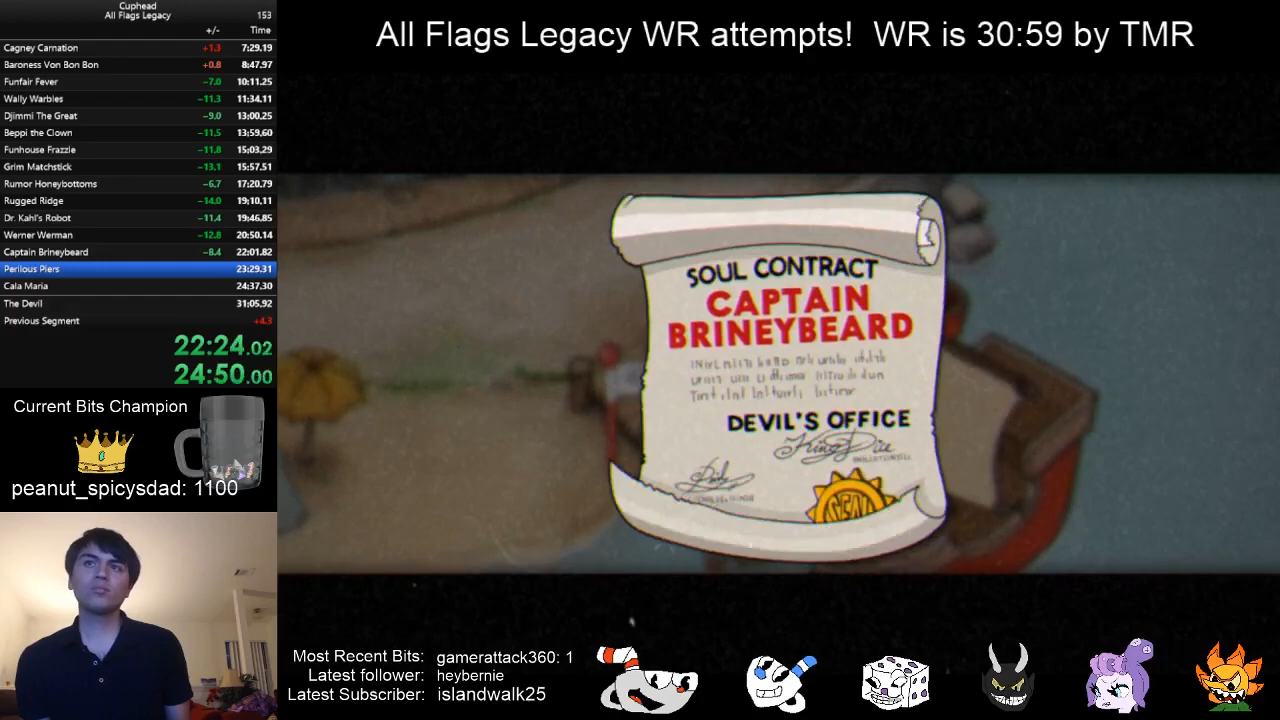 Cuphead
All Flags Legacy 153
+/- Time
Cagney Carnation +1.3 7:29.19
Baroness Von Bon Bon +0.8 8:47.97
Funfair Fever −7.0 10:11.25
Wally Warbles −11.3 11:34.11
Djimmi The Great −9.0 13:00.25
Beppi the Clown −11.5 13:59.60
Funhouse Frazzle −11.8 15:03.29
Grim Matchstick −13.1 15:57.51
Rumor Honeybottoms −6.7 17:20.79
Rugged Ridge −14.0 19:10.11
Dr. Kahl's Robot −11.4 19:46.85
Werner Werman −12.8 20:50.14
Captain Brineybeard −8.4 22:01.82
Perilous Piers 23:29.31
Cala Maria 24:37.30
The Devil 31:05.92
Previous Segment +4.3
22:24.02
24:50.00
Current Bits Champion
peanut_spicysdad: 1100
All Flags Legacy WR attempts! WR is 30:59 by TMR
SOUL CONTRACT
CAPTAIN
BRINEYBEARD
DEVIL'S OFFICE
King Dice
SEAL
Most Recent Bits: gamerattack360: 1
Latest follower: heybernie
Latest Subscriber: islandwalk25